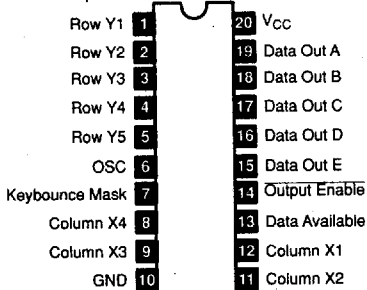 Row Y1 1 20 VCC
Row Y2 2 19 Data Out A
Row Y3 3 18 Data Out B
Row Y4 4 17 Data Out C
Row Y5 5 16 Data Out D
OSC 6 15 Data Out E
Keybounce Mask 7 14 Output Enable
Column X4 8 13 Data Available
Column X3 9 12 Column X1
GND 10 11 Column X2